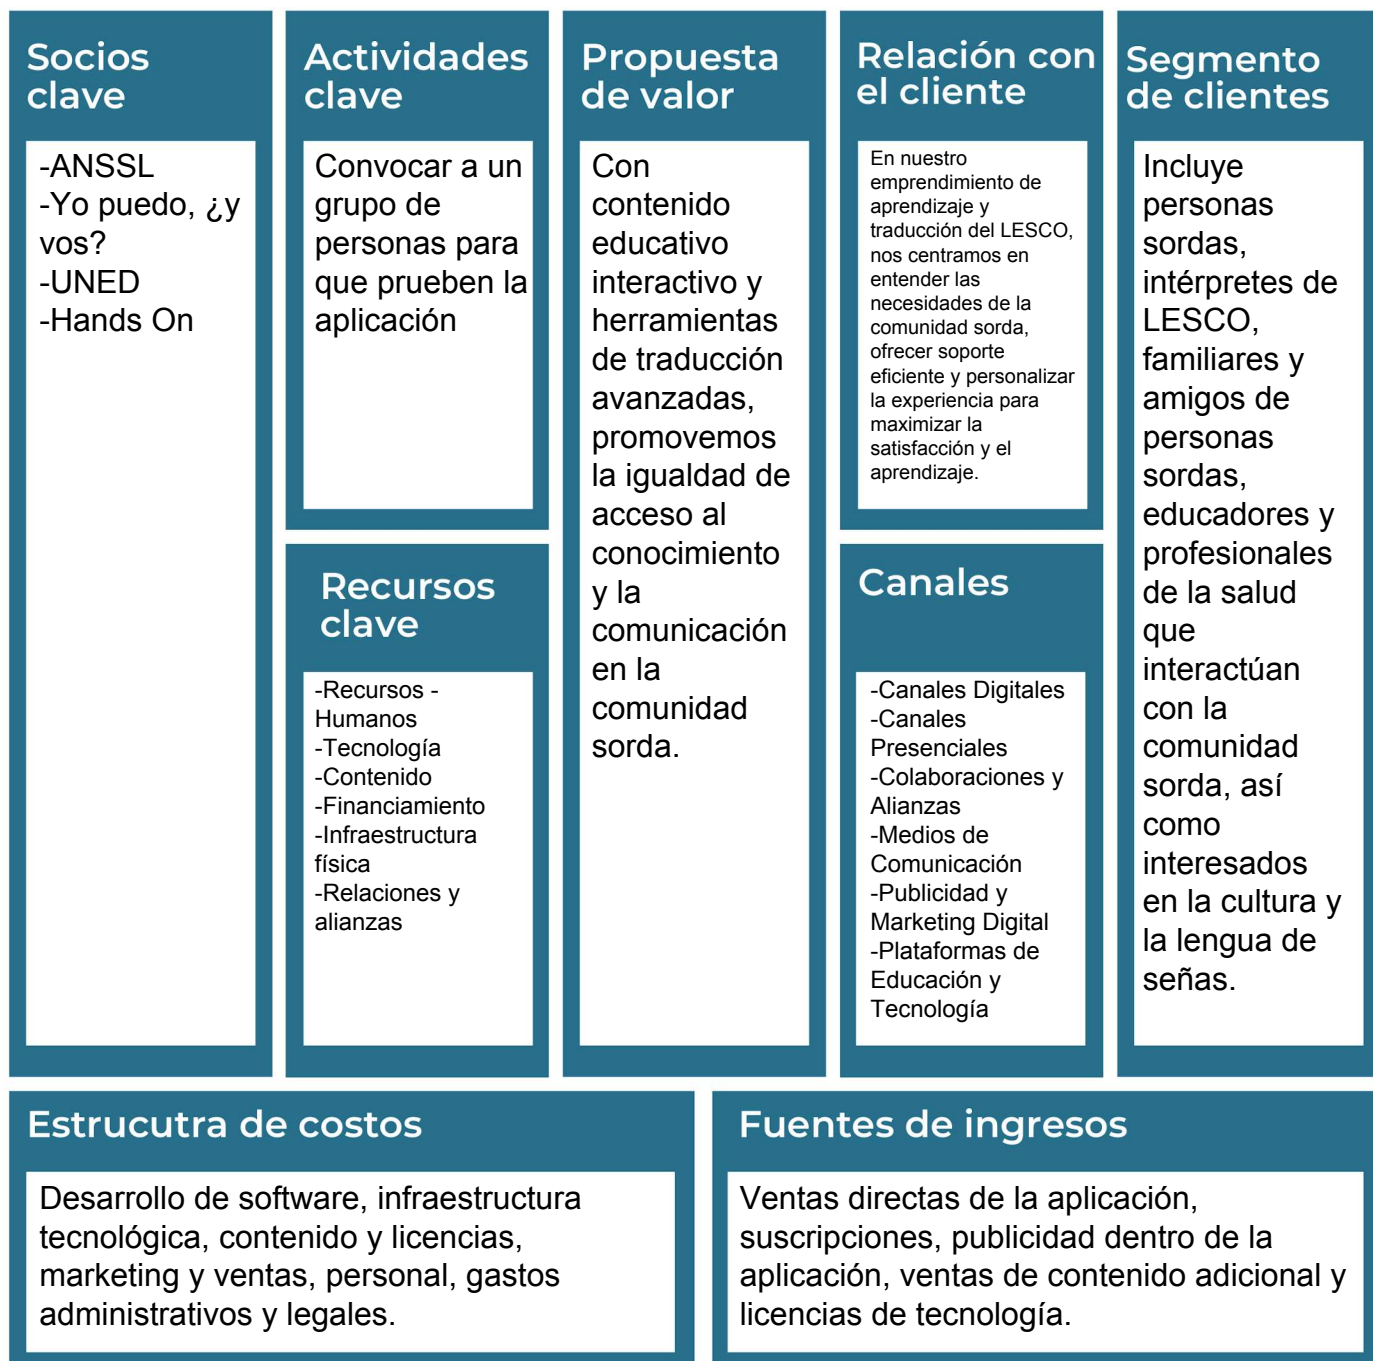 Socios
clave
-ANSSL
-Yo puedo, ¿y
vos?
-UNED
-Hands On
Actividades
clave
Convocar a un
grupo de
personas para
que prueben la
aplicación
Recursos
clave
-Recursos -
Humanos
-Tecnología
-Contenido
-Financiamiento
-Infraestructura
física
-Relaciones y
alianzas
Propuesta
de valor
Con
contenido
educativo
interactivo y
herramientas
de traducción
avanzadas,
promovemos
la igualdad de
acceso al
conocimiento
y la
comunicación
en la
comunidad
sorda.
Relación con
el cliente
En nuestro
emprendimiento de
aprendizaje y
traducción del LESCO,
nos centramos en
entender las
necesidades de la
comunidad sorda,
ofrecer soporte
eficiente y personalizar
la experiencia para
maximizar la
satisfacción y el
aprendizaje.
Canales
-Canales Digitales
-Canales
Presenciales
-Colaboraciones y
Alianzas
-Medios de
Comunicación
-Publicidad y
Marketing Digital
-Plataformas de
Educación y
Tecnología
Segmento
de clientes
Incluye
personas
sordas,
intérpretes de
LESCO,
familiares y
amigos de
personas
sordas,
educadores y
profesionales
de la salud
que
interactúan
con la
comunidad
sorda, así
como
interesados
en la cultura y
la lengua de
señas.
Estrucutra de costos
Desarrollo de software, infraestructura
tecnológica, contenido y licencias,
marketing y ventas, personal, gastos
administrativos y legales.
Fuentes de ingresos
Ventas directas de la aplicación,
suscripciones, publicidad dentro de la
aplicación, ventas de contenido adicional y
licencias de tecnología.